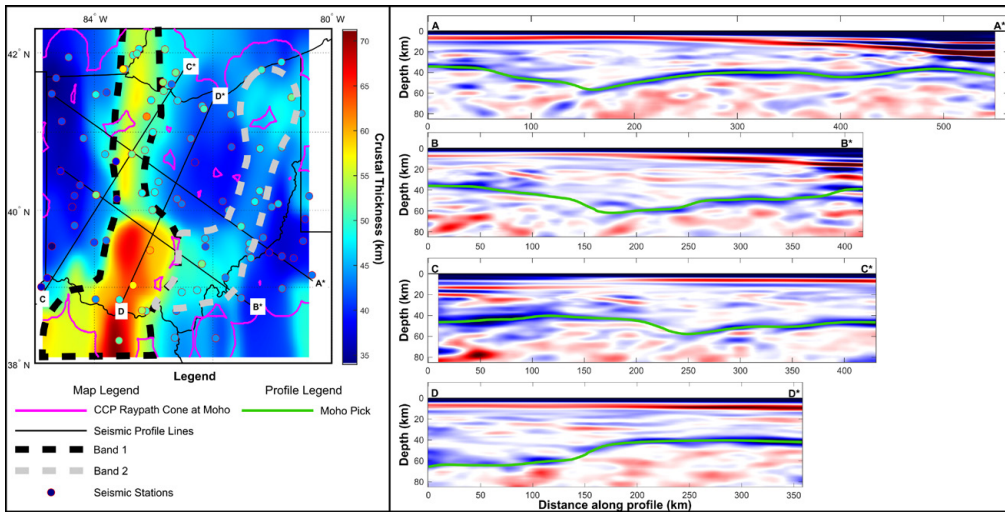 84° W
80° W
42° N
40° N
38° N
C*
D*
C
D
B*
A*
70
65
60
55
50
45
40
35
Crustal Thickness (km)
Legend
Map Legend
Profile Legend
CCP Raypath Cone at Moho
Moho Pick
Seismic Profile Lines
Band 1
Band 2
Seismic Stations
A
A*
Depth (km)
0
20
40
60
80
0
100
200
300
400
500
B
B*
Depth (km)
0
20
40
60
80
0
50
100
150
200
250
300
350
400
C
C*
Depth (km)
0
20
40
60
80
0
50
100
150
200
250
300
350
400
D
D*
Depth (km)
0
20
40
60
80
0
50
100
150
200
250
300
350
Distance along profile (km)